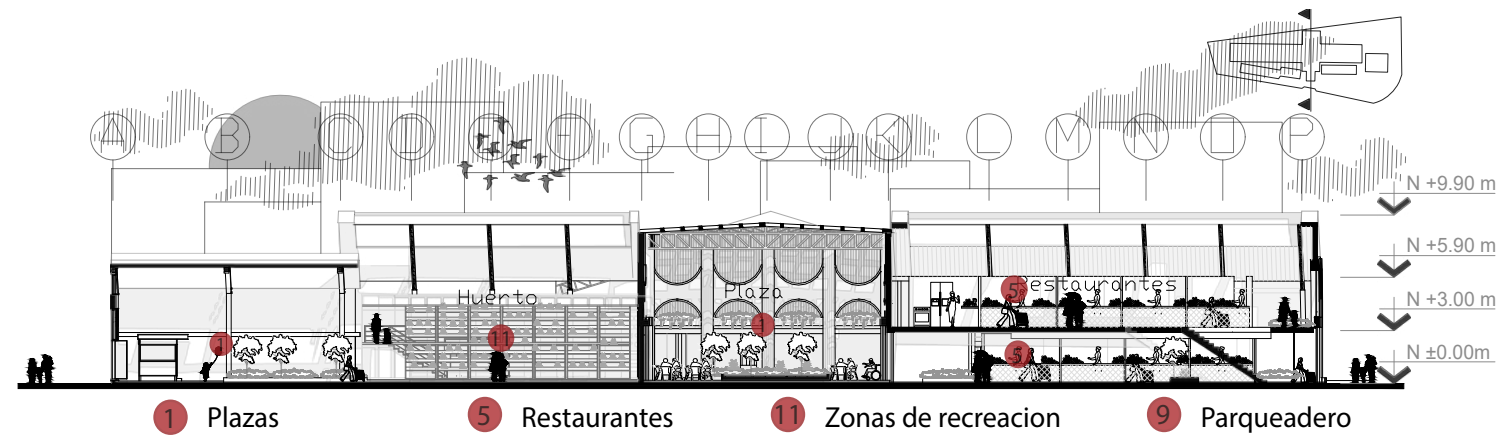 A B C D E F G H I J K L M N O P
N +9.90 m
N +5.90 m
Restaurantes
5
Huerto
Plaza
N +3.00 m
1
11
1
5
N ±0.00m
1 Plazas
5 Restaurantes
11 Zonas de recreacion
9 Parqueadero